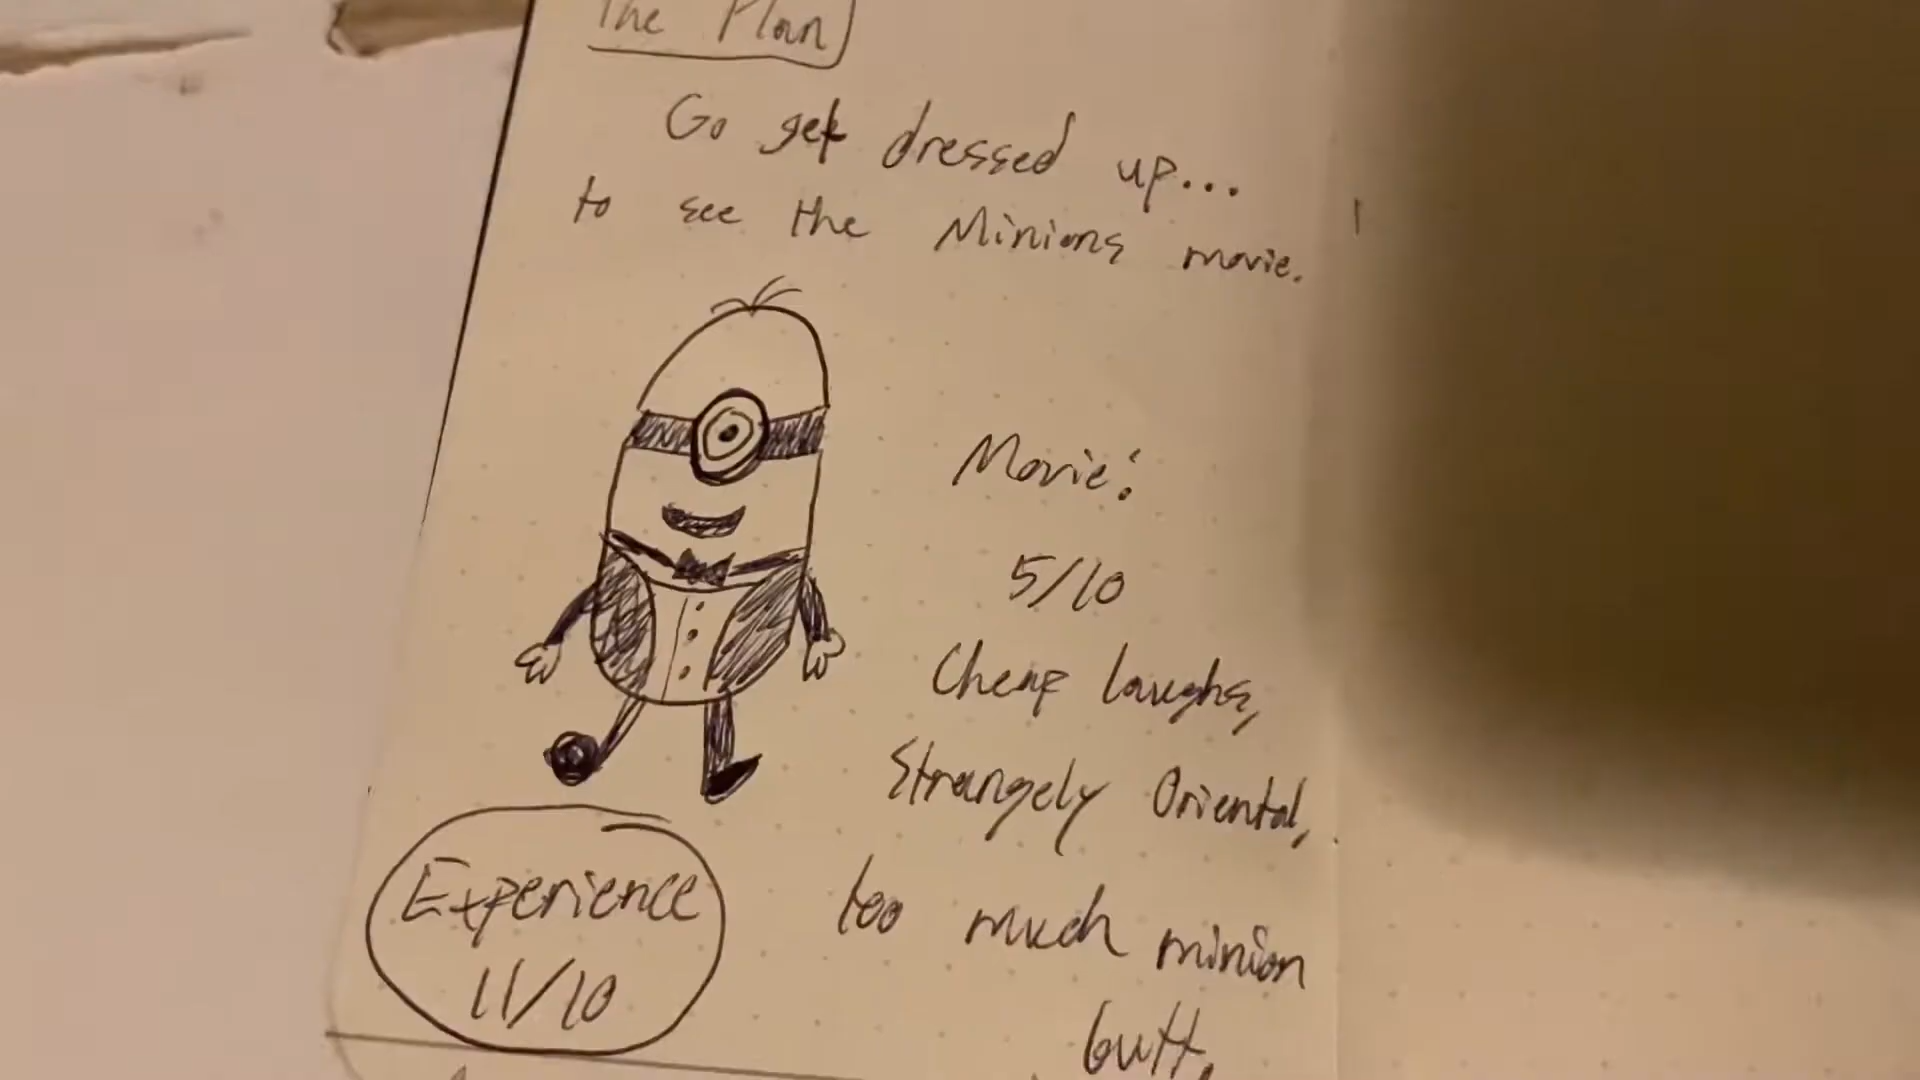 The Plan
Go get dressed up...
to see the Minions movie.
Movie:
5/10
Cheap laughs,
Strangely Oriental,
too much minion
butt.
Experience
11/10